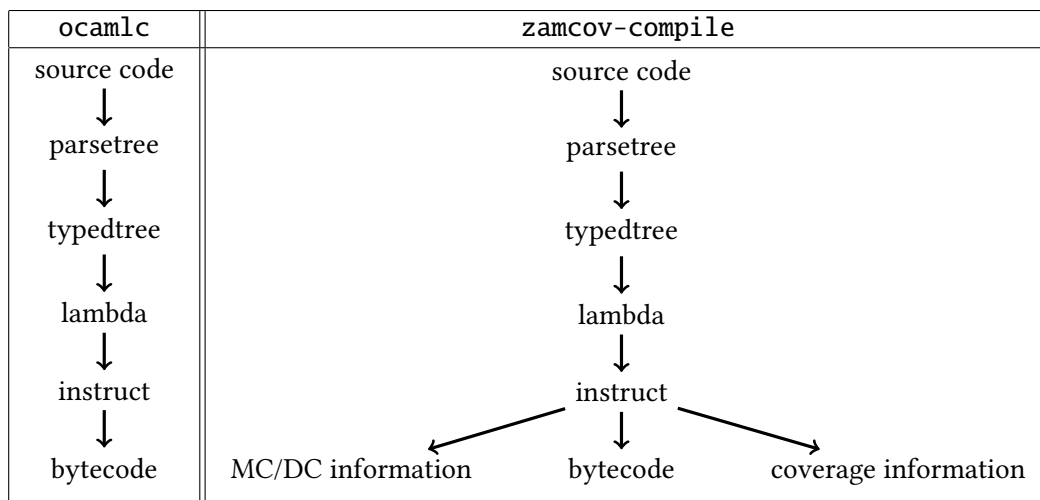 ocamlc zamcov-compile
source code source code
parsetree parsetree
typedtree typedtree
lambda lambda
instruct instruct
bytecode MC/DC information bytecode coverage information